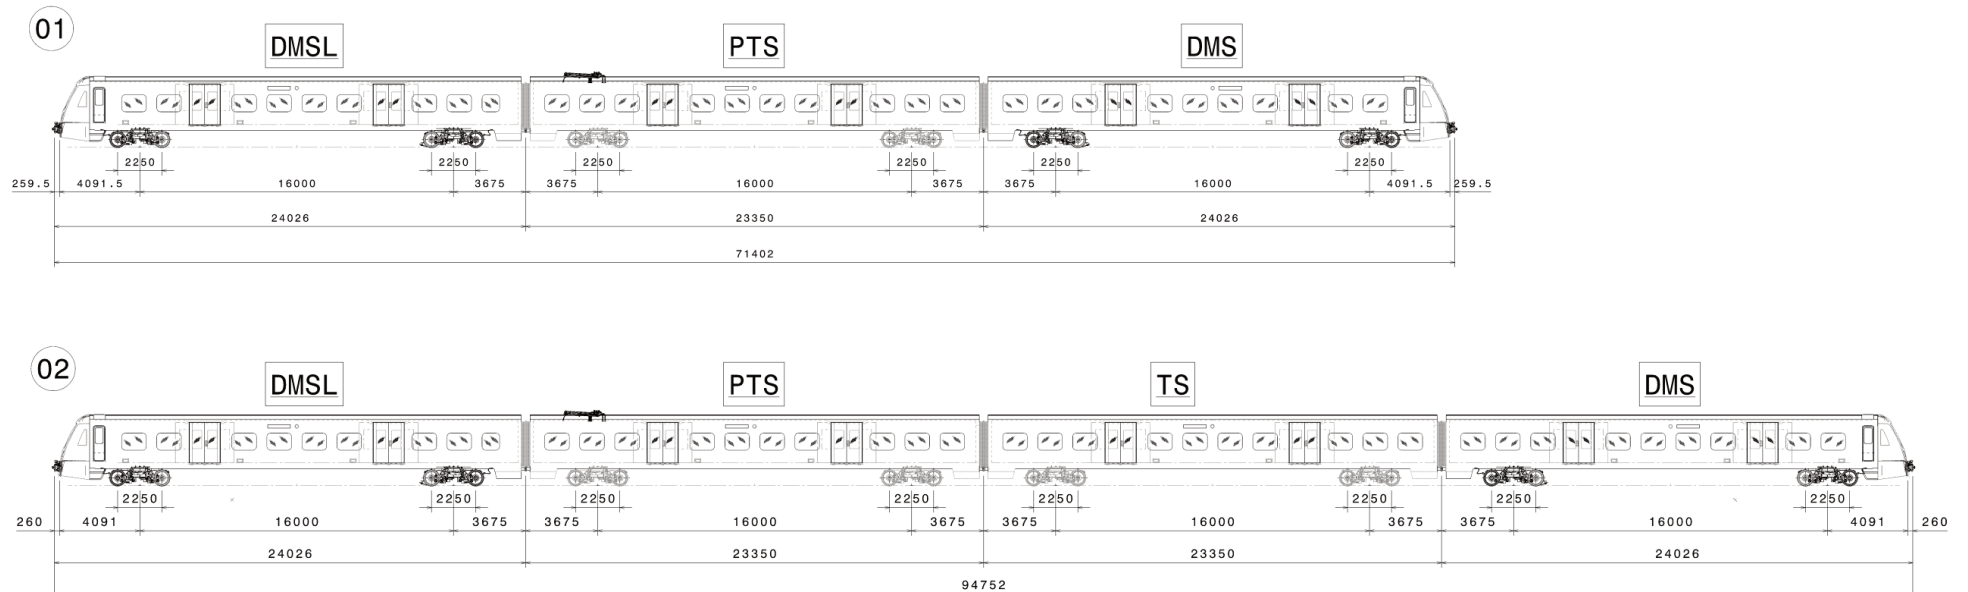 01
DMSL PTS DMS
2250 2250 2250 2250 2250 2250
259.5 4091.5 16000 3675 3675 16000 3675 3675 16000 4091.5 259.5
24026 23350 24026
71402
02
DMSL PTS TS DMS
2250 2250 2250 2250 2250 2250 2250 2250
260 4091 16000 3675 3675 16000 3675 3675 16000 3675 3675 16000 4091 260
24026 23350 23350 24026
94752